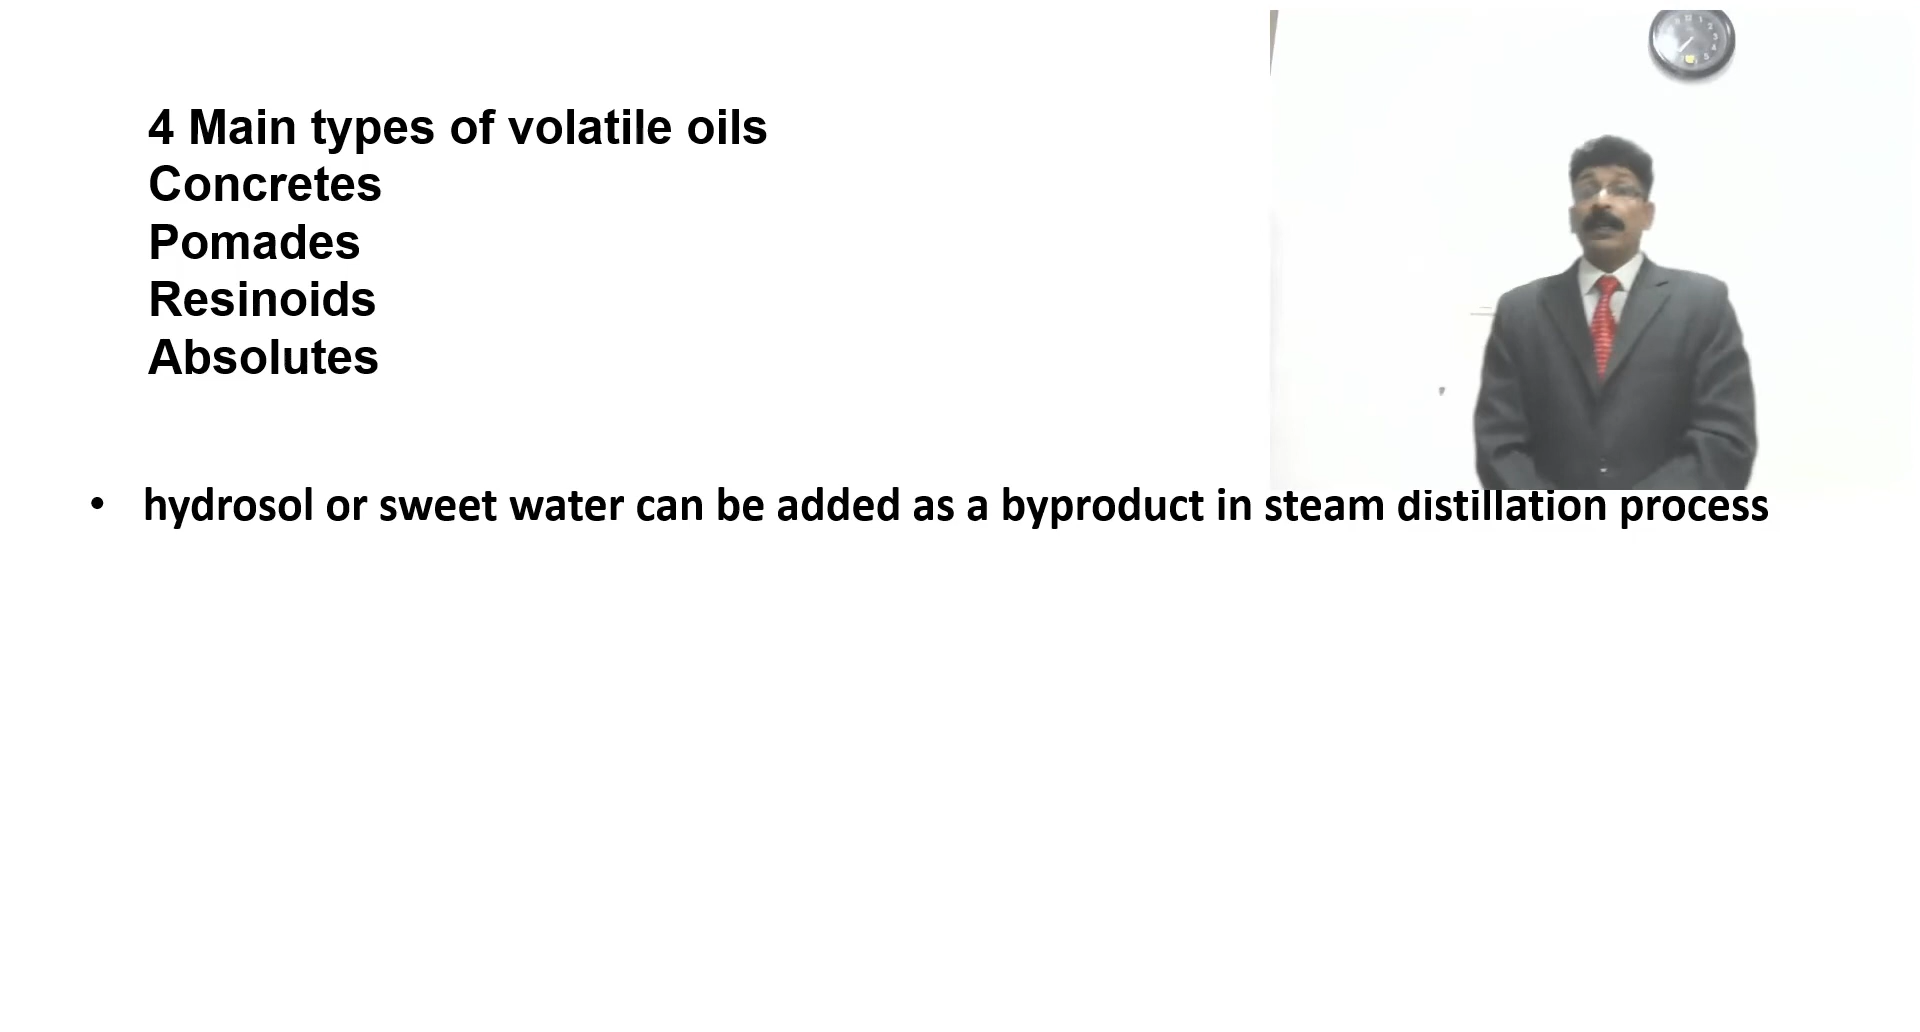 4 Main types of volatile oils
Concretes
Pomades
Resinoids
Absolutes
• hydrosol or sweet water can be added as a byproduct in steam distillation process